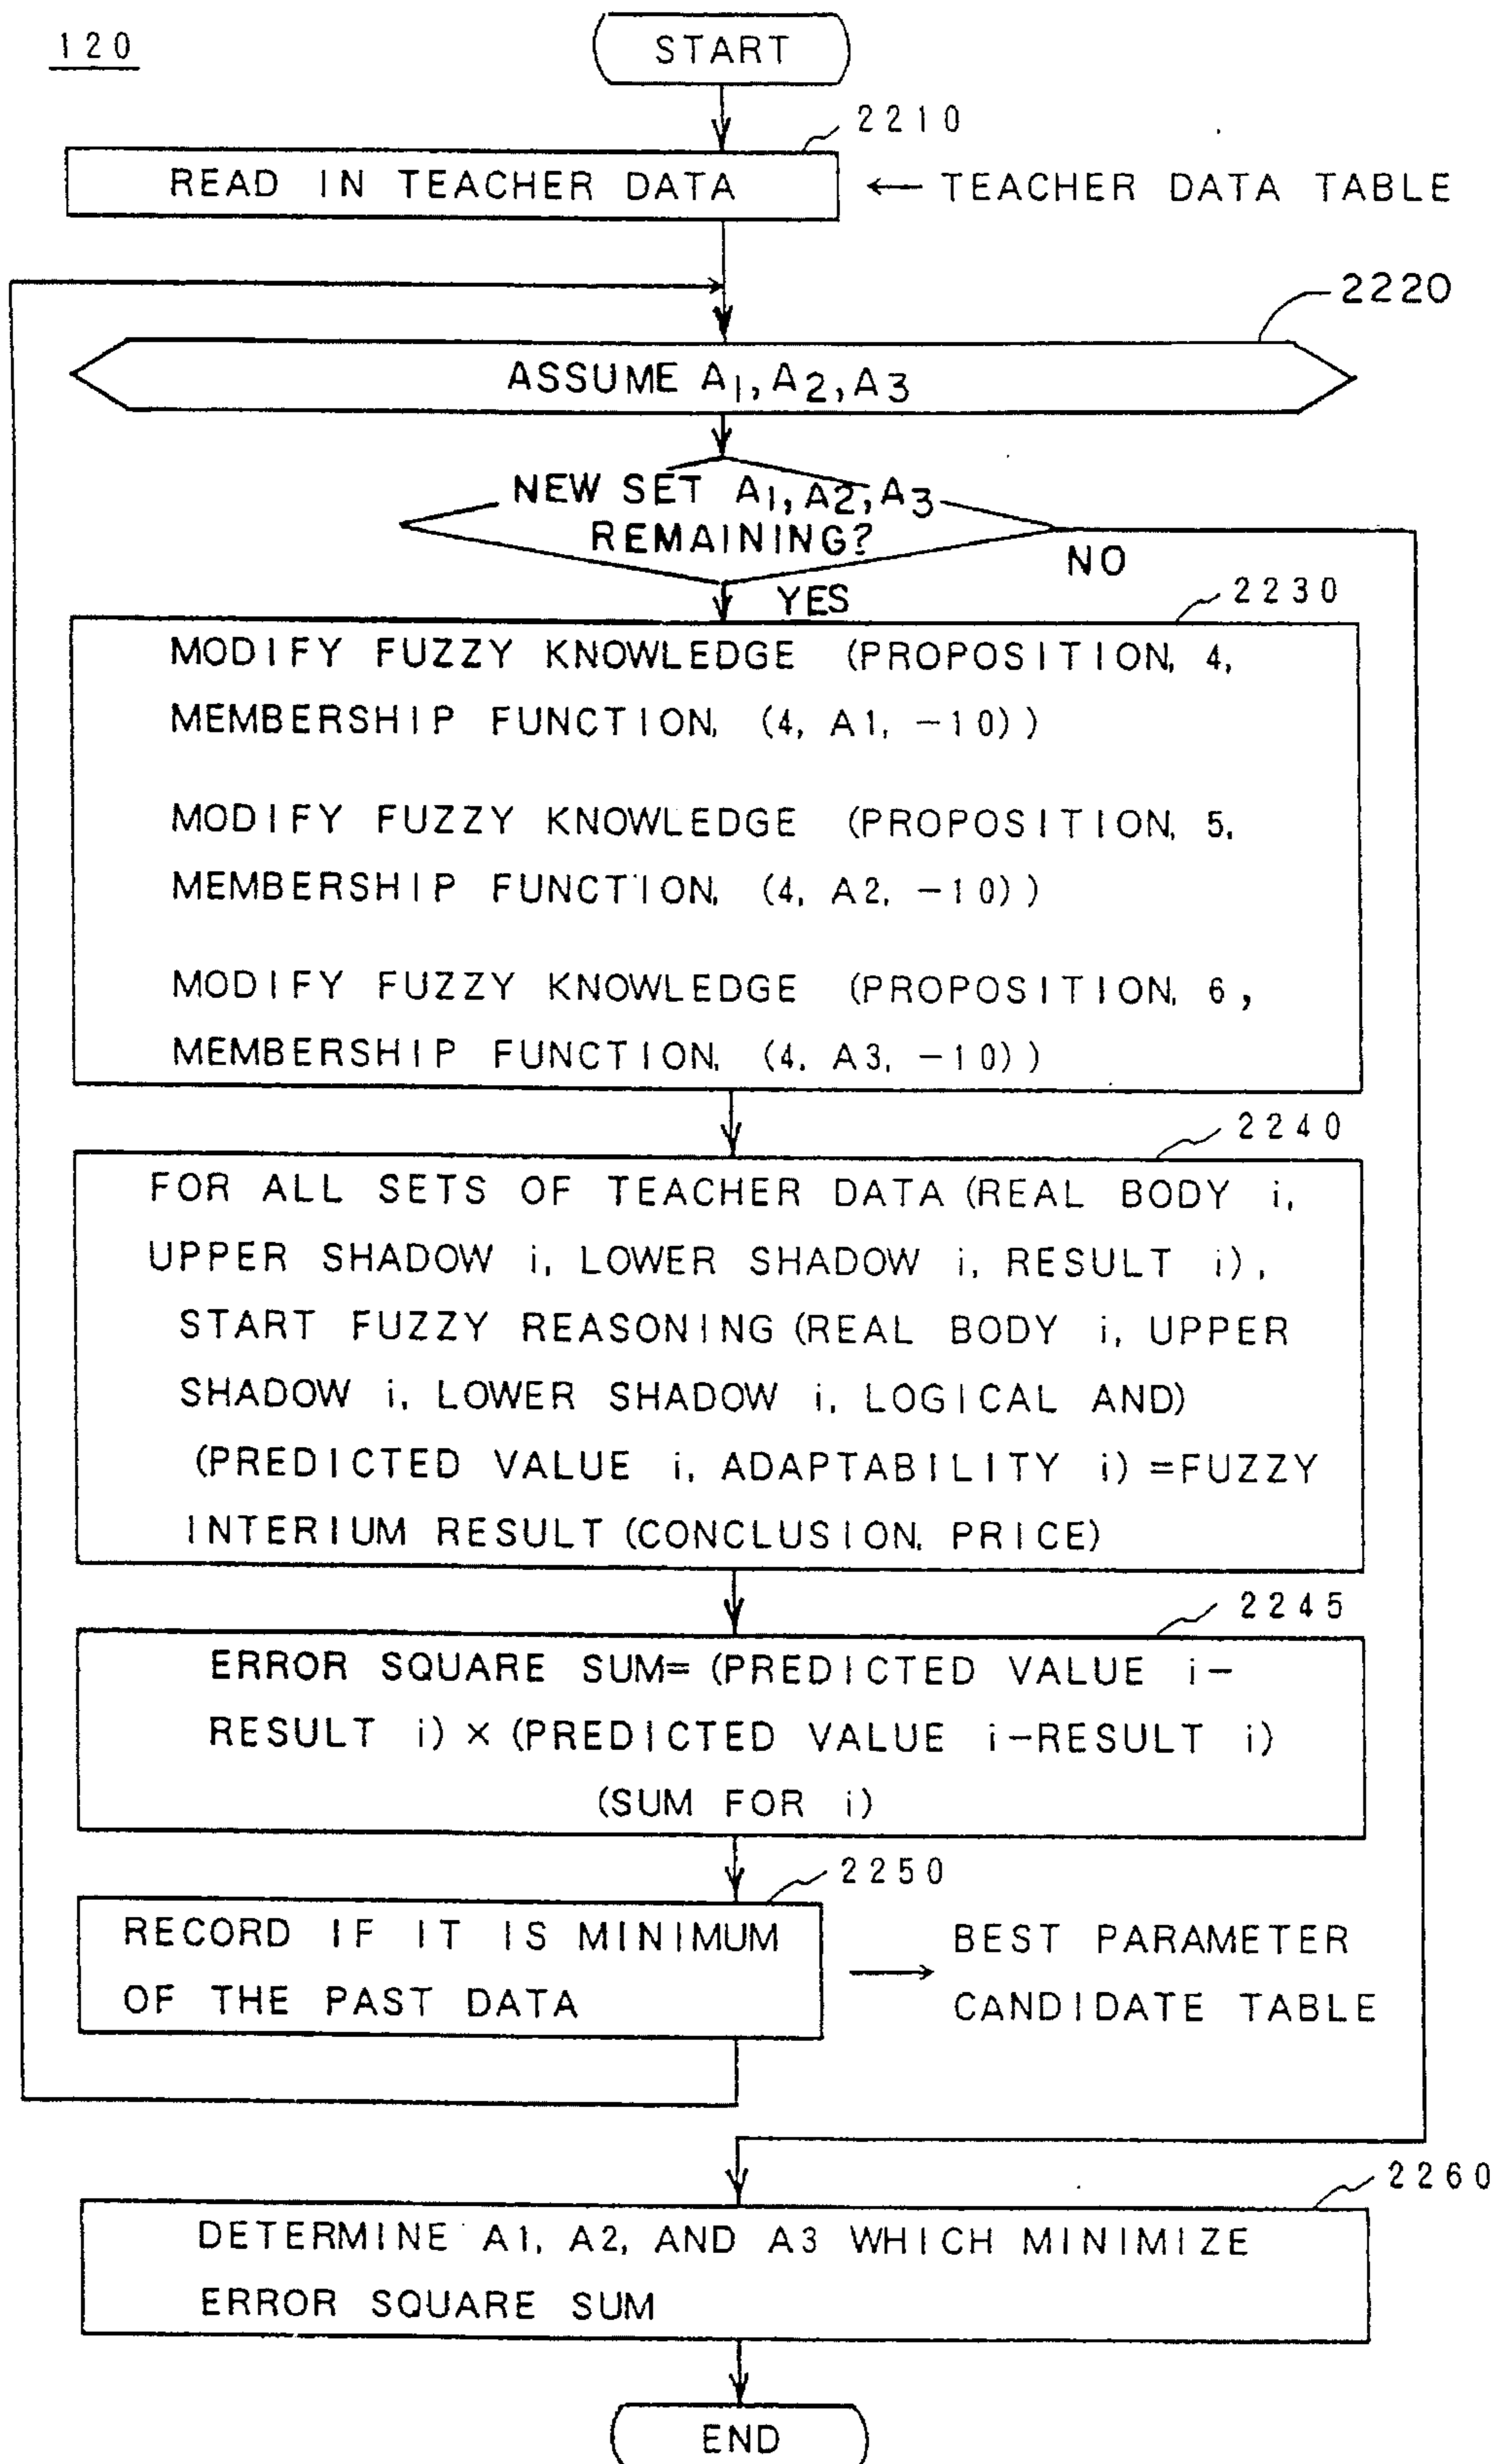 120
START
2210
READ IN TEACHER DATA
← TEACHER DATA TABLE
2220
ASSUME A1, A2, A3
NEW SET A1, A2, A3
REMAINING?
NO
YES
2230
MODIFY FUZZY KNOWLEDGE (PROPOSITION, 4,
MEMBERSHIP FUNCTION, (4, A1, -10))
MODIFY FUZZY KNOWLEDGE (PROPOSITION, 5,
MEMBERSHIP FUNCTION, (4, A2, -10))
MODIFY FUZZY KNOWLEDGE (PROPOSITION, 6,
MEMBERSHIP FUNCTION, (4, A3, -10))
2240
FOR ALL SETS OF TEACHER DATA (REAL BODY i,
UPPER SHADOW i, LOWER SHADOW i, RESULT i),
START FUZZY REASONING (REAL BODY i, UPPER
SHADOW i, LOWER SHADOW i, LOGICAL AND)
(PREDICTED VALUE i, ADAPTABILITY i) =FUZZY
INTERIUM RESULT (CONCLUSION, PRICE)
2245
ERROR SQUARE SUM= (PREDICTED VALUE i-
RESULT i) × (PREDICTED VALUE i-RESULT i)
(SUM FOR i)
2250
RECORD IF IT IS MINIMUM
OF THE PAST DATA
→ BEST PARAMETER
CANDIDATE TABLE
2260
DETERMINE A1, A2, AND A3 WHICH MINIMIZE
ERROR SQUARE SUM
END